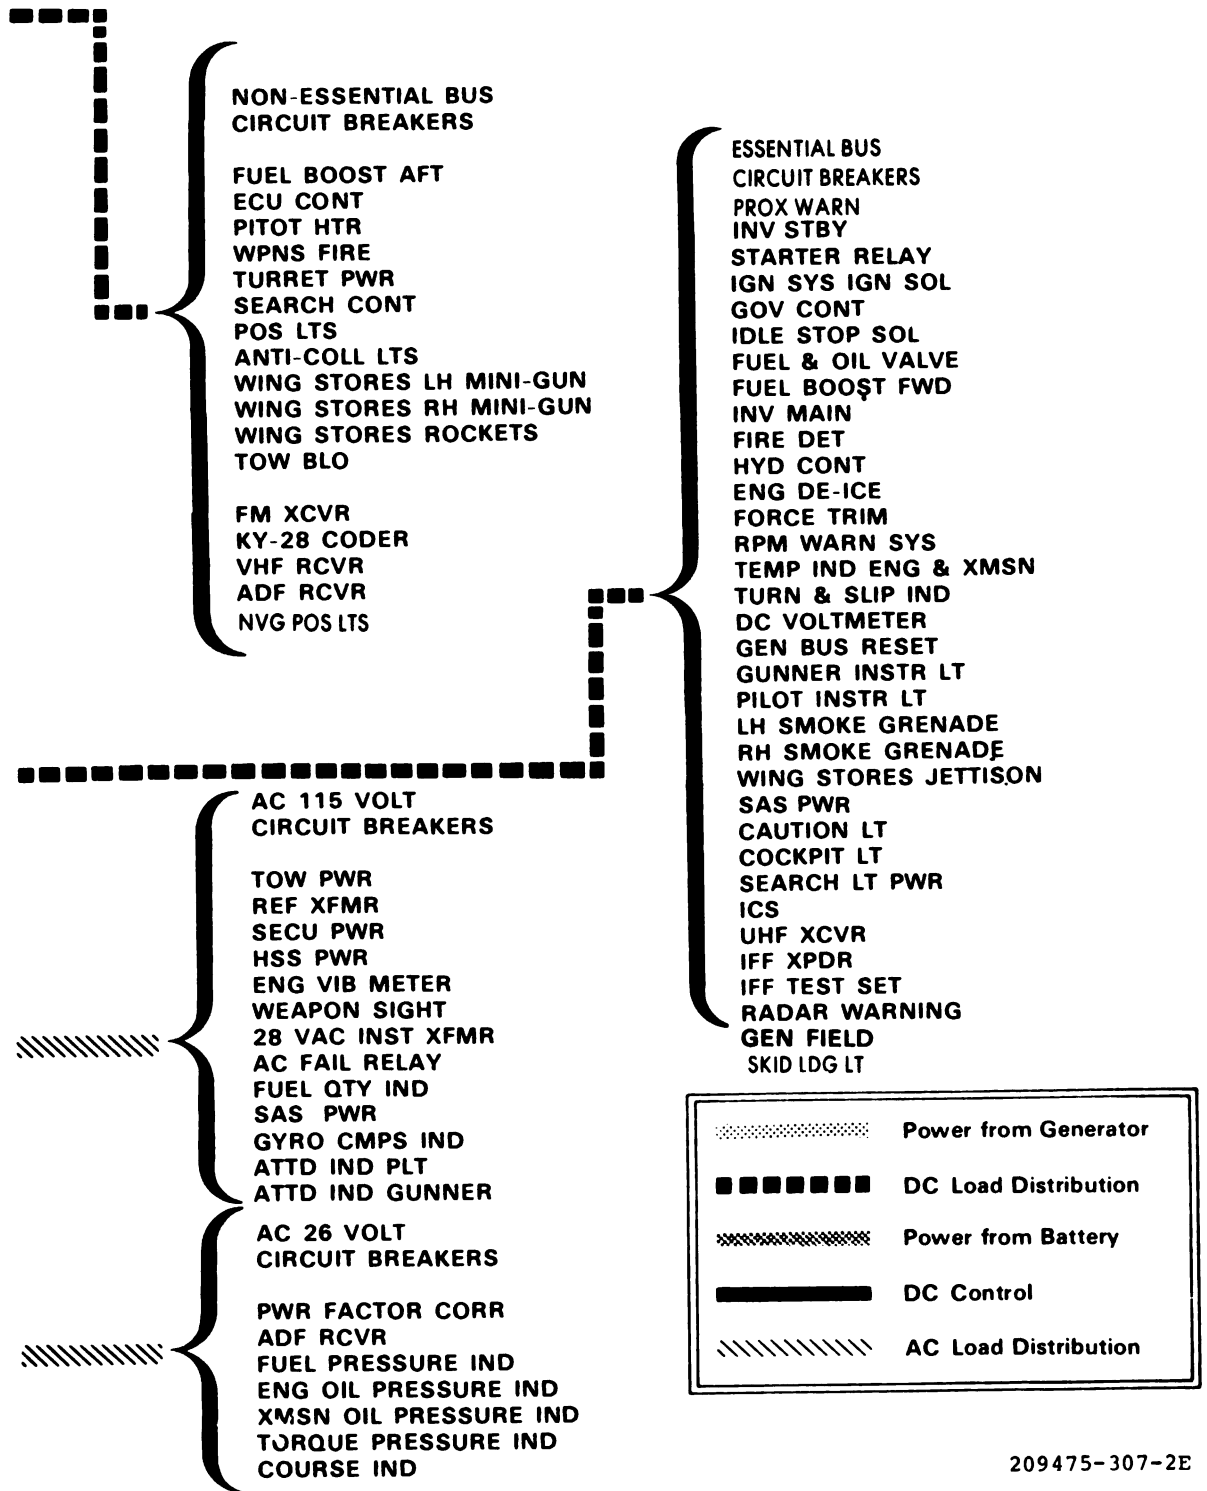 NON-ESSENTIAL BUS
CIRCUIT BREAKERS
FUEL BOOST AFT
ECU CONT
PITOT HTR
WPNS FIRE
TURRET PWR
SEARCH CONT
POS LTS
ANTI-COLL LTS
WING STORES LH MINI-GUN
WING STORES RH MINI-GUN
WING STORES ROCKETS
TOW BLO
FM XCVR
KY-28 CODER
VHF RCVR
ADF RCVR
NVG POS LTS
ESSENTIAL BUS
CIRCUIT BREAKERS
PROX WARN
INV STBY
STARTER RELAY
IGN SYS IGN SOL
GOV CONT
IDLE STOP SOL
FUEL & OIL VALVE
FUEL BOOST FWD
INV MAIN
FIRE DET
HYD CONT
ENG DE-ICE
FORCE TRIM
RPM WARN SYS
TEMP IND ENG & XMSN
TURN & SLIP IND
DC VOLTMETER
GEN BUS RESET
GUNNER INSTR LT
PILOT INSTR LT
LH SMOKE GRENADE
RH SMOKE GRENADE
WING STORES JETTISON
SAS PWR
CAUTION LT
COCKPIT LT
SEARCH LT PWR
ICS
UHF XCVR
IFF XPDR
IFF TEST SET
RADAR WARNING
GEN FIELD
SKID LDG LT
AC 115 VOLT
CIRCUIT BREAKERS
TOW PWR
REF XFMR
SECU PWR
HSS PWR
ENG VIB METER
WEAPON SIGHT
28 VAC INST XFMR
AC FAIL RELAY
FUEL QTY IND
SAS PWR
GYRO CMPS IND
ATTD IND PLT
ATTD IND GUNNER
AC 26 VOLT
CIRCUIT BREAKERS
PWR FACTOR CORR
ADF RCVR
FUEL PRESSURE IND
ENG OIL PRESSURE IND
XMSN OIL PRESSURE IND
TORQUE PRESSURE IND
COURSE IND
Power from Generator
DC Load Distribution
Power from Battery
DC Control
AC Load Distribution
209475-307-2E